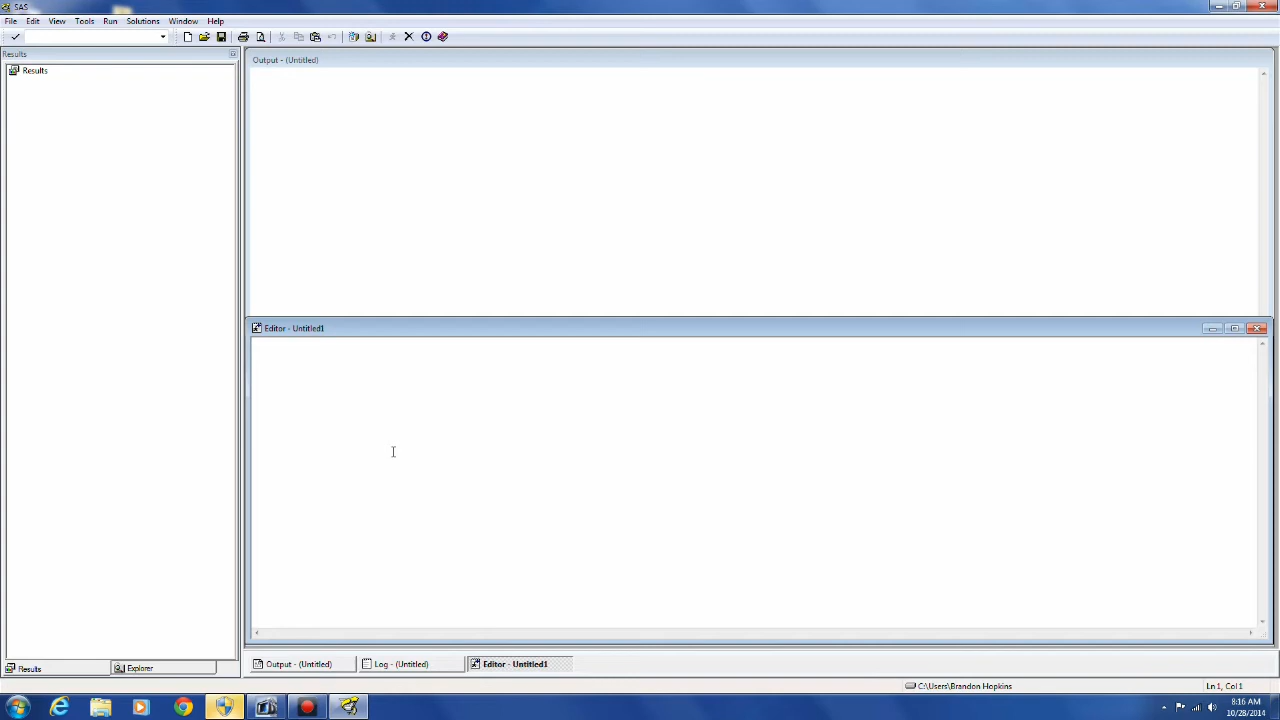 SAS
File Edit View Tools Run Solutions Window Help
Results
Results
Output - (Untitled)
Editor - Untitled1
Results
Explorer
Output - (Untitled)
Log - (Untitled)
Editor - Untitled1
C:\Users\Brandon Hopkins
Ln 1, Col 1
8:16 AM
10/28/2014